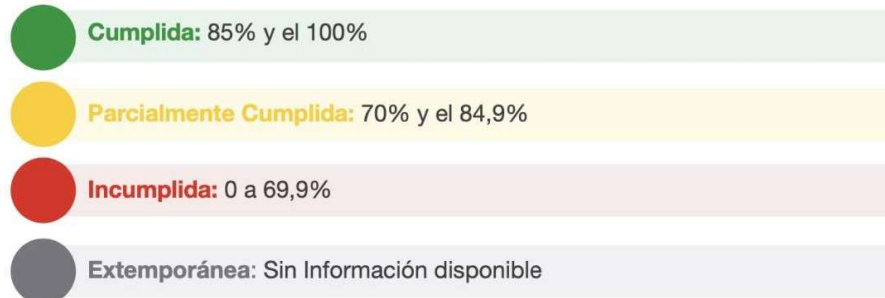 Cumplida: 85% y el 100%
Parcialmente Cumplida: 70% y el 84,9%
Incumplida: 0 a 69,9%
Extemporánea: Sin Información disponible